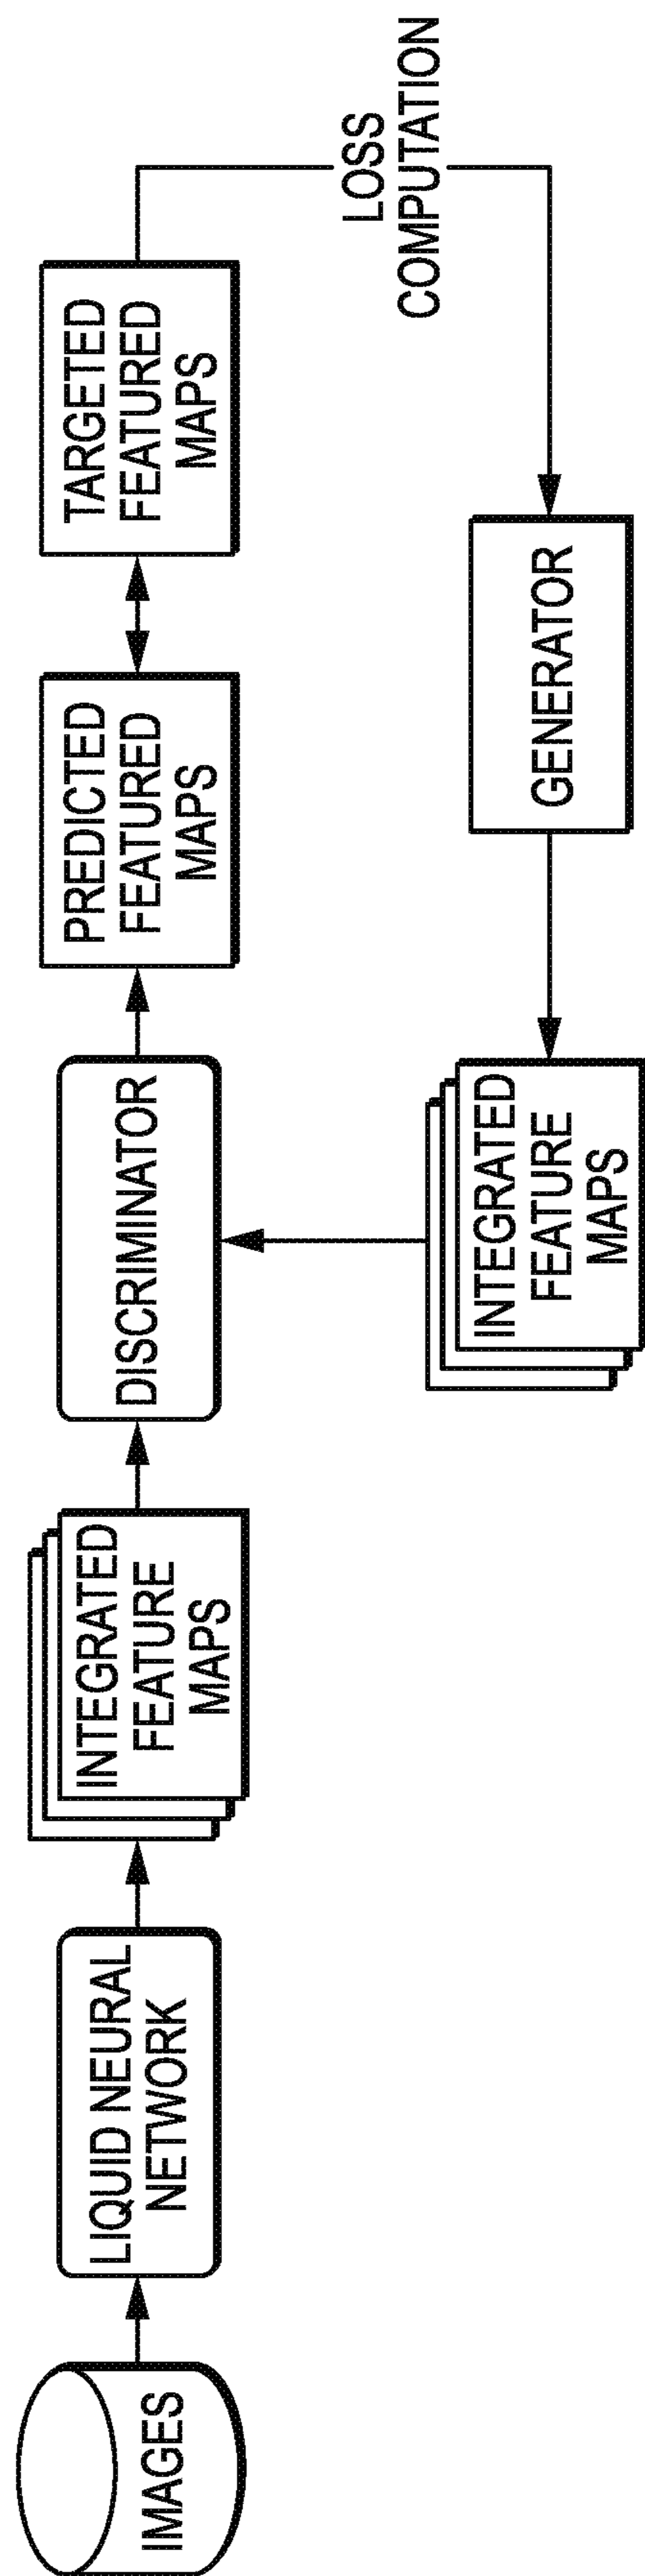 IMAGES
LIQUID NEURAL
NETWORK
INTEGRATED
FEATURE
MAPS
DISCRIMINATOR
PREDICTED
FEATURED
MAPS
TARGETED
FEATURED
MAPS
LOSS
COMPUTATION
GENERATOR
INTEGRATED
FEATURE
MAPS